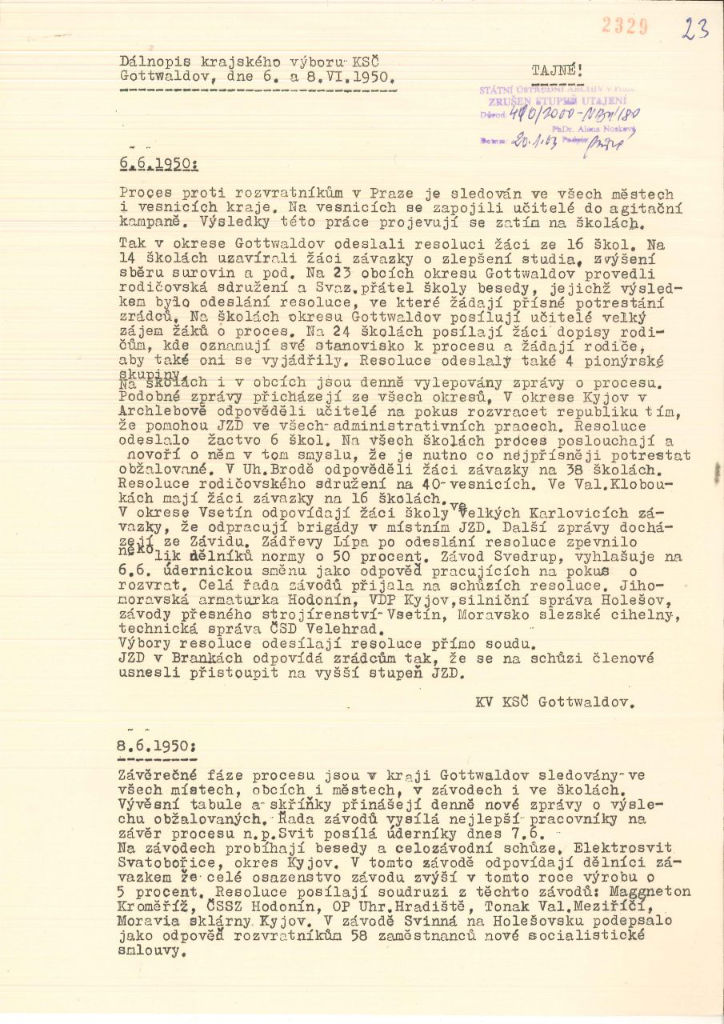 2329 23
Dálnopis krajského výboru KSČ
Gottwaldov, dne 6. a 8.VI.1950.
TAJNÉ!
STÁTNÍ ÚSTŘEDNÍ ARCHIV V
ZRUŠEN STUPEŇ UTAJENÍ
Důvod
PhDr. Alena Nosková
20.1.03
6.6.1950:
Proces proti rozvratníkům v Praze je sledován ve všech městech
i vesnicích kraje. Na vesnicích se zapojili učitelé do agitační
kampaně. Výsledky této práce projevují se zatím na školách.
Tak v okrese Gottwaldov odeslali resoluci žáci ze 16 škol. Na
14 školách uzavírali žáci závazky o zlepšení studia, zvýšení
sběru surovin a pod. Na 23 obcích okresu Gottwaldov provedli
rodičovská sdružení a Svaz.přátel školy besedy, jejichž výsled-
kem bylo odeslání resoluce, ve které žádají přísné potrestání
zrádců. Na školách okresu Gottwaldov posilují učitelé velký
zájem žáků o proces. Na 24 školách posílají žáci dopisy rodi-
čům, kde oznamují své stanovisko k procesu a žádají rodiče,
aby také oni se vyjádřily. Resoluce odeslaly také 4 pionýrské
skupiny.
Na školách i v obcích jsou denně vylepovány zprávy o procesu.
Podobné zprávy přicházejí ze všech okresů. V okrese Kyjov v
Archlebově odpověděli učitelé na pokus rozvracet republiku tím,
že pomohou JZD ve všech administrativních pracech. Resoluce
odeslalo žactvo 6 škol. Na všech školách proces poslouchají a
novoří o něm v tom smyslu, že je nutno co nejpřísněji potrestat
obžalované. V Uh.Brodě odpověděli žáci závazky na 38 školách.
Resoluce rodičovského sdružení na 40 vesnicích. Ve Val.Klobou-
kách mají žáci závazky na 16 školách.
V okrese Vsetín odpovídají žáci školy ve Velkých Karlovicích zá-
vazky, že odpracují brigády v místním JZD. Další zprávy dochá-
zejí ze Závidu. Zádřevy Lípa po odeslání resoluce zpevnilo
několik dělníků normy o 50 procent. Závod Svedrup, vyhlašuje na
6.6. údernickou směnu jako odpověď pracujících na pokus o
rozvrat. Celá řada závodů přijala na schůzích resoluce. Jiho-
moravská armaturka Hodonín, VDP Kyjov,silniční správa Holešov,
závody přesného strojírenství Vsetín, Moravsko slezské cihelny,
technická správa ČSD Velehrad.
Výbory resoluce odesílají resoluce přímo soudu.
JZD v Brankách odpovídá zrádcům tak, že se na schůzi členové
usnesli přistoupit na vyšší stupeň JZD.
KV KSČ Gottwaldov.
8.6.1950:
Závěrečné fáze procesu jsou v kraji Gottwaldov sledovány ve
všech místech, obcích i městech, v závodech i ve školách.
Vývěsní tabule a skříňky přinášejí denně nové zprávy o výsle-
chu obžalovaných. Řada závodů vysílá nejlepší pracovníky na
závěr procesu n.p.Svit posílá úderníky dnes 7.6.
Na závodech probíhají besedy a celozávodní schůze. Elektrosvit
Svatobořice, okres Kyjov. V tomto závodě odpovídají dělníci zá-
vazkem že celé osazenstvo závodu zvýší v tomto roce výrobu o
5 procent. Resoluce posílají soudruzi z těchto závodů: Maggneton
Kroměříž, ČSSZ Hodonín, OP Uhr.Hradiště, Tonak Val.Meziříčí,
Moravia sklárny Kyjov. V závodě Svinná na Holešovsku podepsalo
jako odpověď rozvratníkům 58 zaměstnanců nové socialistické
smlouvy.